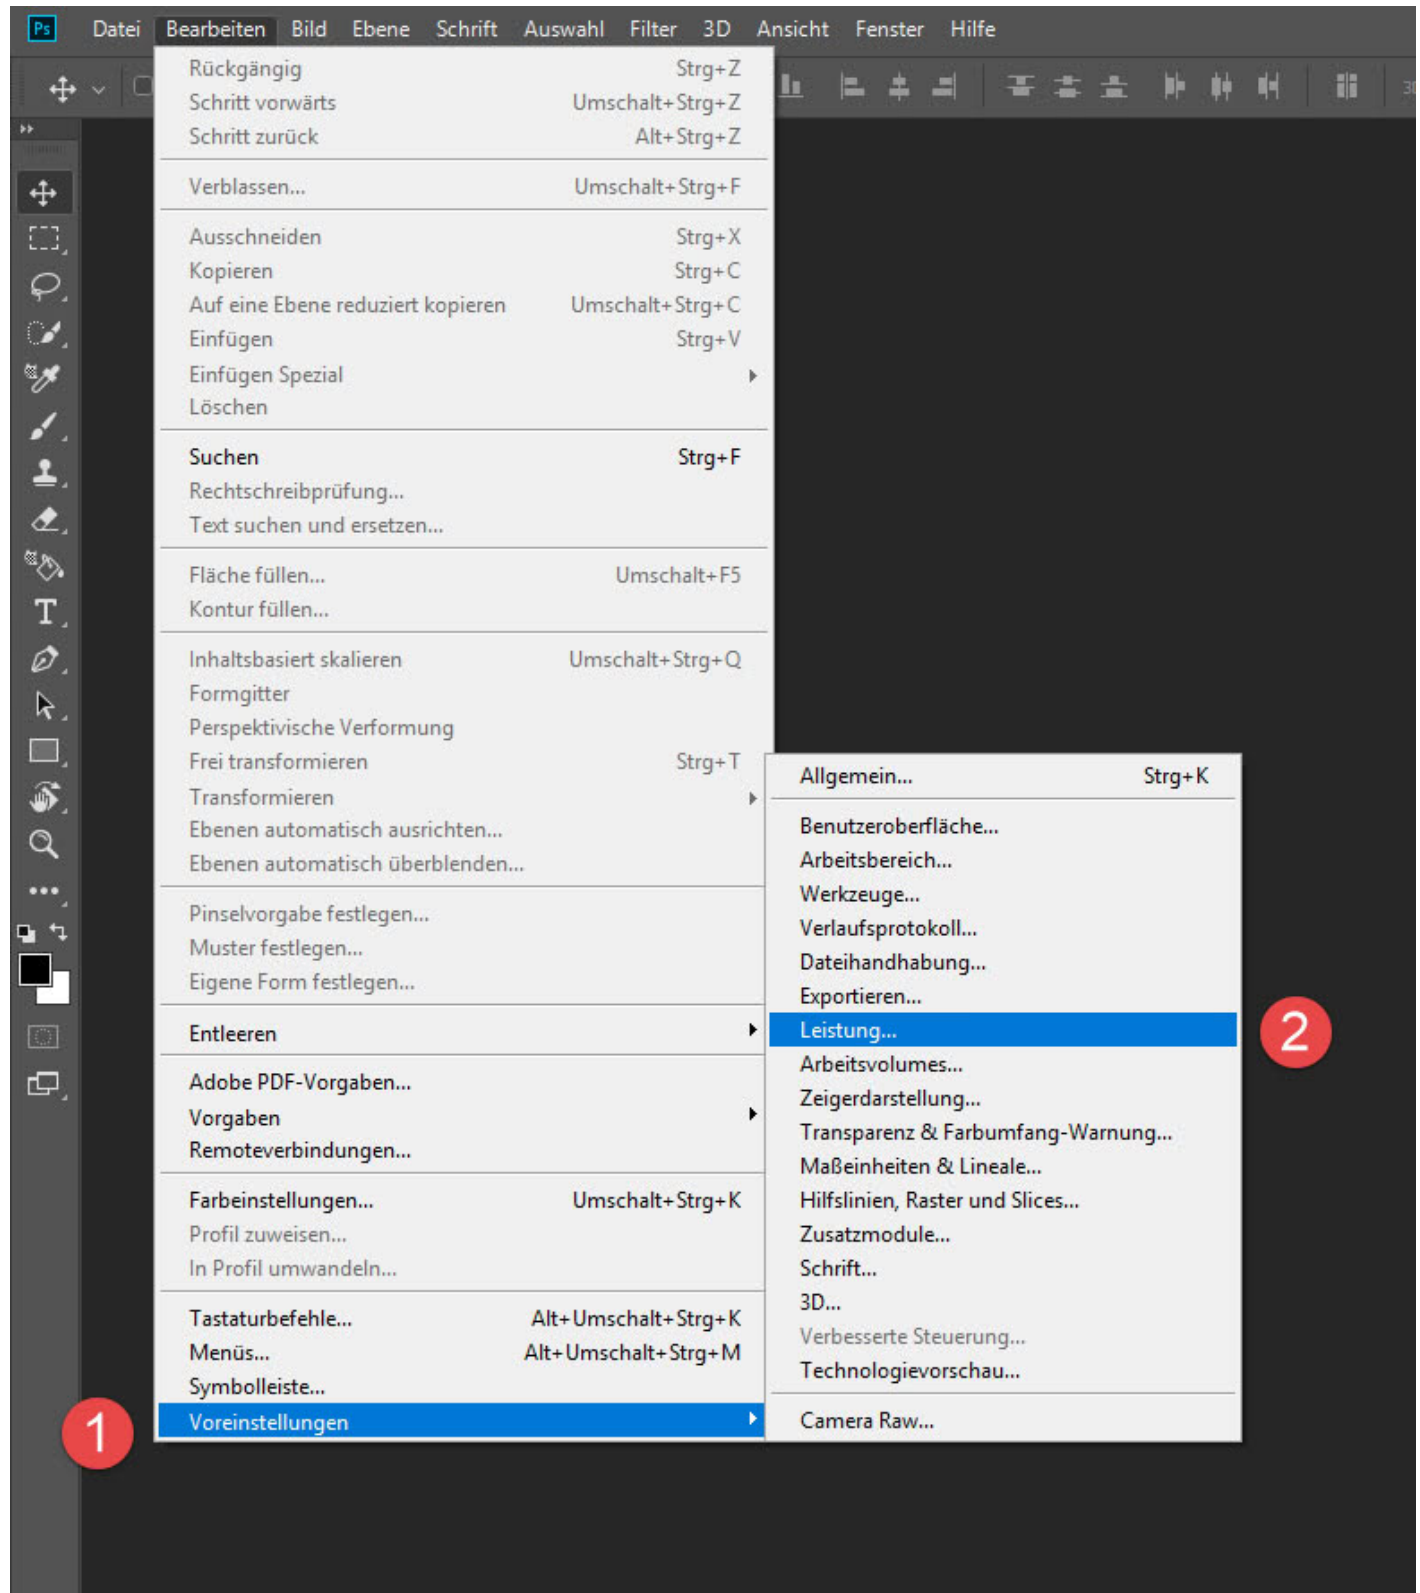 Ps Datei Bearbeiten Bild Ebene Schrift Auswahl Filter 3D Ansicht Fenster Hilfe
Rückgängig Strg+Z
Schritt vorwärts Umschalt+Strg+Z
Schritt zurück Alt+Strg+Z
Verblassen... Umschalt+Strg+F
Ausschneiden Strg+X
Kopieren Strg+C
Auf eine Ebene reduziert kopieren Umschalt+Strg+C
Einfügen Strg+V
Einfügen Spezial
Löschen
Suchen Strg+F
Rechtschreibprüfung...
Text suchen und ersetzen...
Fläche füllen... Umschalt+F5
Kontur füllen...
Inhaltsbasiert skalieren Umschalt+Strg+Q
Formgitter
Perspektivische Verformung
Frei transformieren Strg+T
Transformieren
Ebenen automatisch ausrichten...
Ebenen automatisch überblenden...
Pinselvorgabe festlegen...
Muster festlegen...
Eigene Form festlegen...
Entleeren
Adobe PDF-Vorgaben...
Vorgaben
Remoteverbindungen...
Farbeinstellungen... Umschalt+Strg+K
Profil zuweisen...
In Profil umwandeln...
Tastaturbefehle... Alt+Umschalt+Strg+K
Menüs... Alt+Umschalt+Strg+M
Symbolleiste...
1 Voreinstellungen
Allgemein... Strg+K
Benutzeroberfläche...
Arbeitsbereich...
Werkzeuge...
Verlaufsprotokoll...
Dateihandhabung...
Exportieren...
Leistung... 2
Arbeitsvolumes...
Zeigerdarstellung...
Transparenz & Farbumfang-Warnung...
Maßeinheiten & Lineale...
Hilfslinien, Raster und Slices...
Zusatzmodule...
Schrift...
3D...
Verbesserte Steuerung...
Technologievorschau...
Camera Raw...